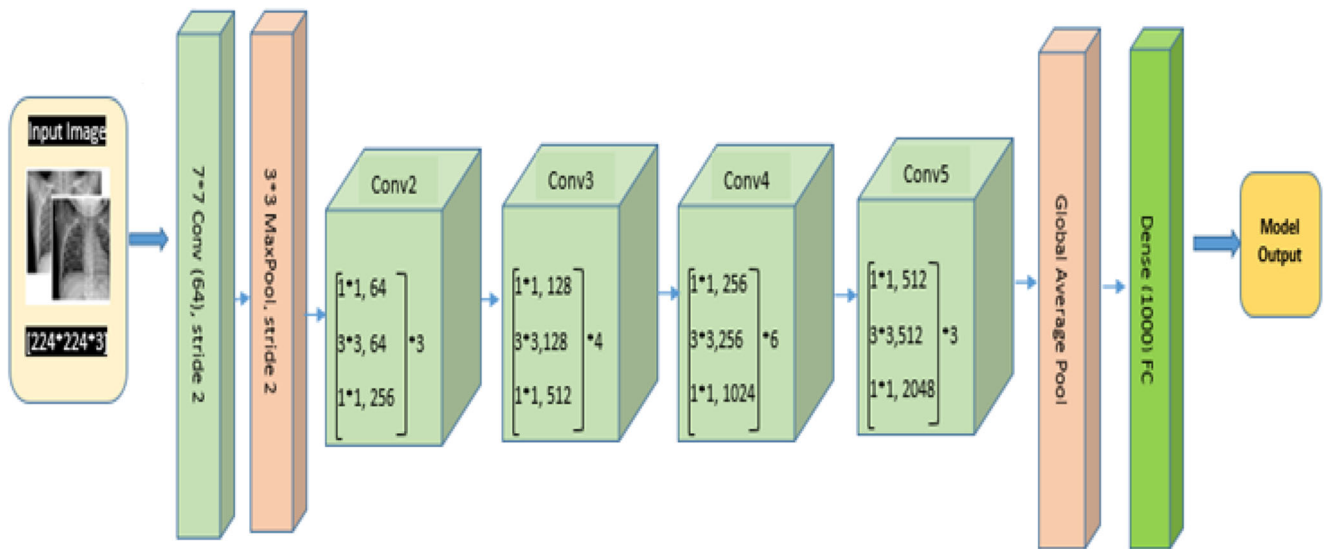 Input Image
[224*224*3]
7*7 Conv (64), stride 2
3*3 MaxPool, stride 2
Conv2
1*1, 64
3*3, 64
1*1, 256
*3
Conv3
1*1, 128
3*3,128
1*1, 512
*4
Conv4
1*1, 256
3*3,256
1*1, 1024
*6
Conv5
1*1, 512
3*3,512
1*1, 2048
*3
Global Average Pool
Dense (1000) FC
Model
Output